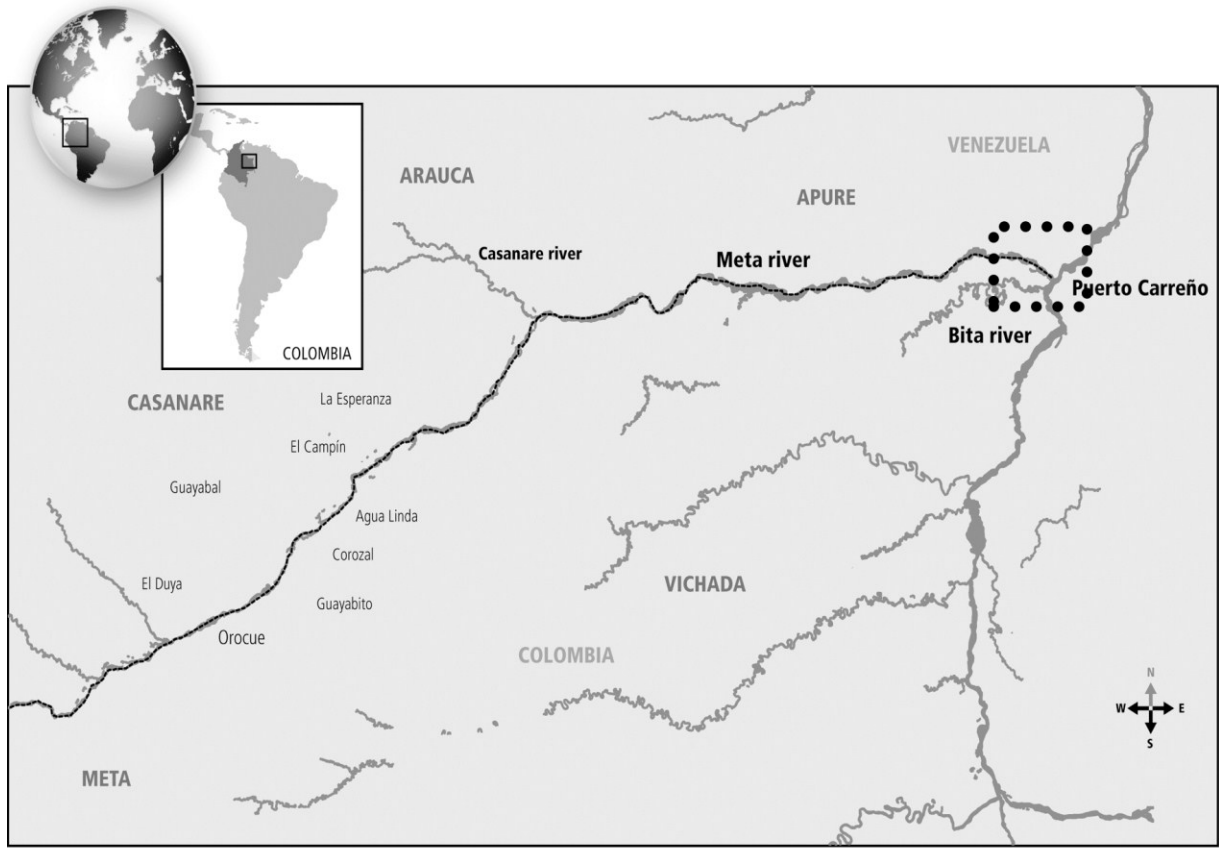 VENEZUELA
ARAUCA
APURE
Casanare river
Meta river
Puerto Carreño
Bita river
COLOMBIA
CASANARE
La Esperanza
El Campín
Guayabal
Agua Linda
Corozal
El Duya
VICHADA
Guayabito
Orocue
COLOMBIA
N
W
E
S
META